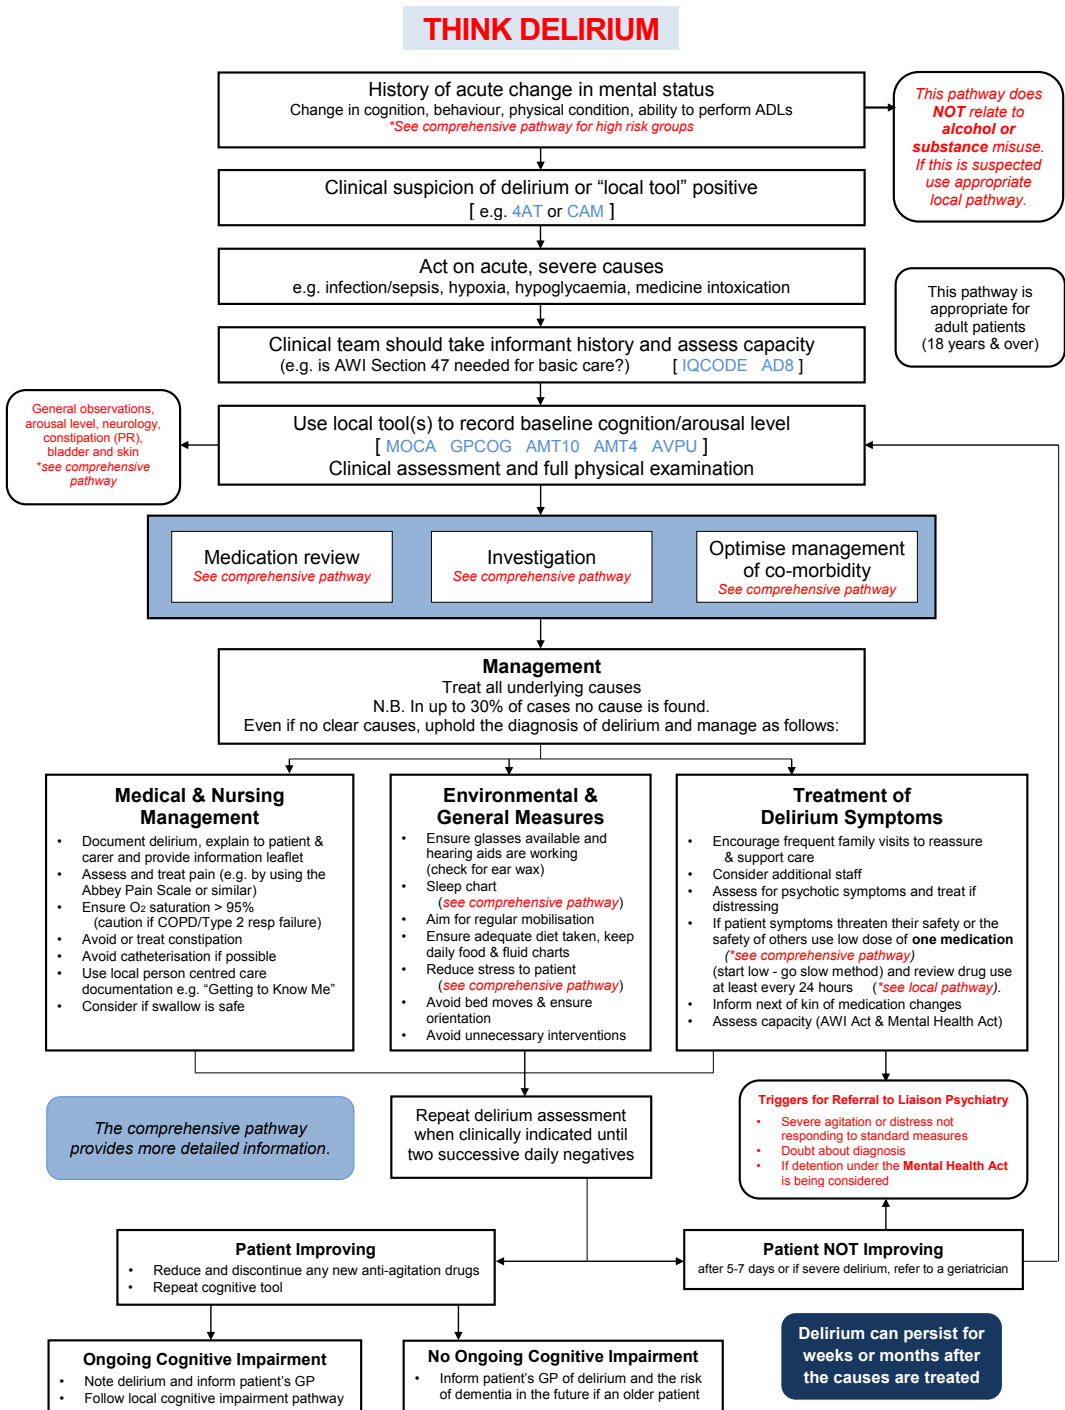 THINK DELIRIUM
History of acute change in mental status
Change in cognition, behaviour, physical condition, ability to perform ADLs
*See comprehensive pathway for high risk groups
This pathway does
NOT relate to
alcohol or
substance misuse.
If this is suspected
use appropriate
local pathway.
Clinical suspicion of delirium or “local tool” positive
[ e.g. 4AT or CAM ]
Act on acute, severe causes
e.g. infection/sepsis, hypoxia, hypoglycaemia, medicine intoxication
This pathway is
appropriate for
adult patients
(18 years & over)
Clinical team should take informant history and assess capacity
(e.g. is AWI Section 47 needed for basic care?) [ IQCODE AD8 ]
General observations,
arousal level, neurology,
constipation (PR),
bladder and skin
*see comprehensive
pathway
Use local tool(s) to record baseline cognition/arousal level
[ MOCA GPCOG AMT10 AMT4 AVPU ]
Clinical assessment and full physical examination
Medication review
See comprehensive pathway
Investigation
See comprehensive pathway
Optimise management
of co-morbidity
See comprehensive pathway
Management
Treat all underlying causes
N.B. In up to 30% of cases no cause is found.
Even if no clear causes, uphold the diagnosis of delirium and manage as follows:
Medical & Nursing
Management
• Document delirium, explain to patient &
carer and provide information leaflet
• Assess and treat pain (e.g. by using the
Abbey Pain Scale or similar)
• Ensure O2 saturation > 95%
(caution if COPD/Type 2 resp failure)
• Avoid or treat constipation
• Avoid catheterisation if possible
• Use local person centred care
documentation e.g. “Getting to Know Me”
• Consider if swallow is safe
Environmental &
General Measures
• Ensure glasses available and
hearing aids are working
(check for ear wax)
• Sleep chart
(see comprehensive pathway)
• Aim for regular mobilisation
• Ensure adequate diet taken, keep
daily food & fluid charts
• Reduce stress to patient
(see comprehensive pathway)
• Avoid bed moves & ensure
orientation
• Avoid unnecessary interventions
Treatment of
Delirium Symptoms
• Encourage frequent family visits to reassure
& support care
• Consider additional staff
• Assess for psychotic symptoms and treat if
distressing
• If patient symptoms threaten their safety or the
safety of others use low dose of one medication
(*see comprehensive pathway)
(start low - go slow method) and review drug use
at least every 24 hours (*see local pathway).
• Inform next of kin of medication changes
• Assess capacity (AWI Act & Mental Health Act)
The comprehensive pathway
provides more detailed information.
Repeat delirium assessment
when clinically indicated until
two successive daily negatives
Triggers for Referral to Liaison Psychiatry
• Severe agitation or distress not
responding to standard measures
• Doubt about diagnosis
• If detention under the Mental Health Act
is being considered
Patient Improving
• Reduce and discontinue any new anti-agitation drugs
• Repeat cognitive tool
Patient NOT Improving
after 5-7 days or if severe delirium, refer to a geriatrician
Ongoing Cognitive Impairment
• Note delirium and inform patient’s GP
• Follow local cognitive impairment pathway
No Ongoing Cognitive Impairment
• Inform patient’s GP of delirium and the risk
of dementia in the future if an older patient
Delirium can persist for
weeks or months after
the causes are treated